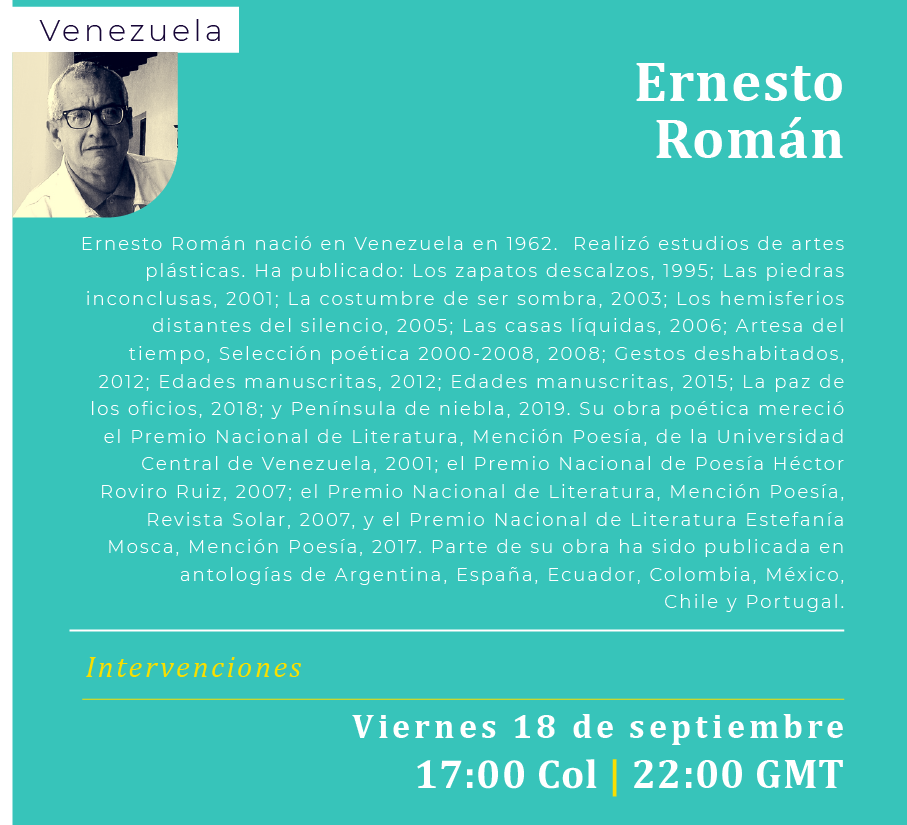 Venezuela
Ernesto
Román
Ernesto Román nació en Venezuela en 1962.  Realizó estudios de artes
plásticas. Ha publicado: Los zapatos descalzos, 1995; Las piedras
inconclusas, 2001; La costumbre de ser sombra, 2003; Los hemisferios
distantes del silencio, 2005; Las casas líquidas, 2006; Artesa del
tiempo, Selección poética 2000-2008, 2008; Gestos deshabitados,
2012; Edades manuscritas, 2012; Edades manuscritas, 2015; La paz de
los oficios, 2018; y Península de niebla, 2019. Su obra poética mereció
el Premio Nacional de Literatura, Mención Poesía, de la Universidad
Central de Venezuela, 2001; el Premio Nacional de Poesía Héctor
Roviro Ruiz, 2007; el Premio Nacional de Literatura, Mención Poesía,
Revista Solar, 2007, y el Premio Nacional de Literatura Estefanía
Mosca, Mención Poesía, 2017. Parte de su obra ha sido publicada en
antologías de Argentina, España, Ecuador, Colombia, México,
Chile y Portugal.
Intervenciones
Viernes 18 de septiembre
17:00 Col | 22:00 GMT